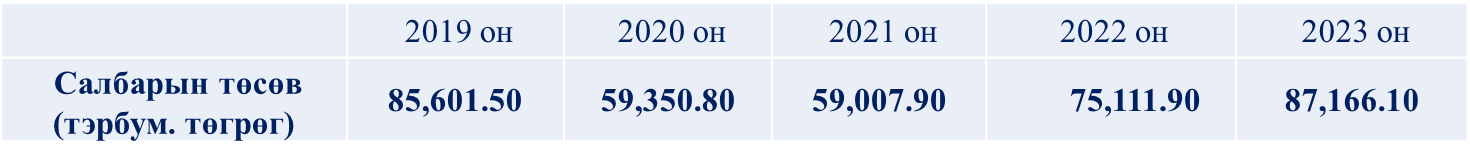 2019 он 2020 он 2021 он 2022 он 2023 он
Салбарын төсөв
(тэрбум. төгрөг) 85,601.50 59,350.80 59,007.90 75,111.90 87,166.10